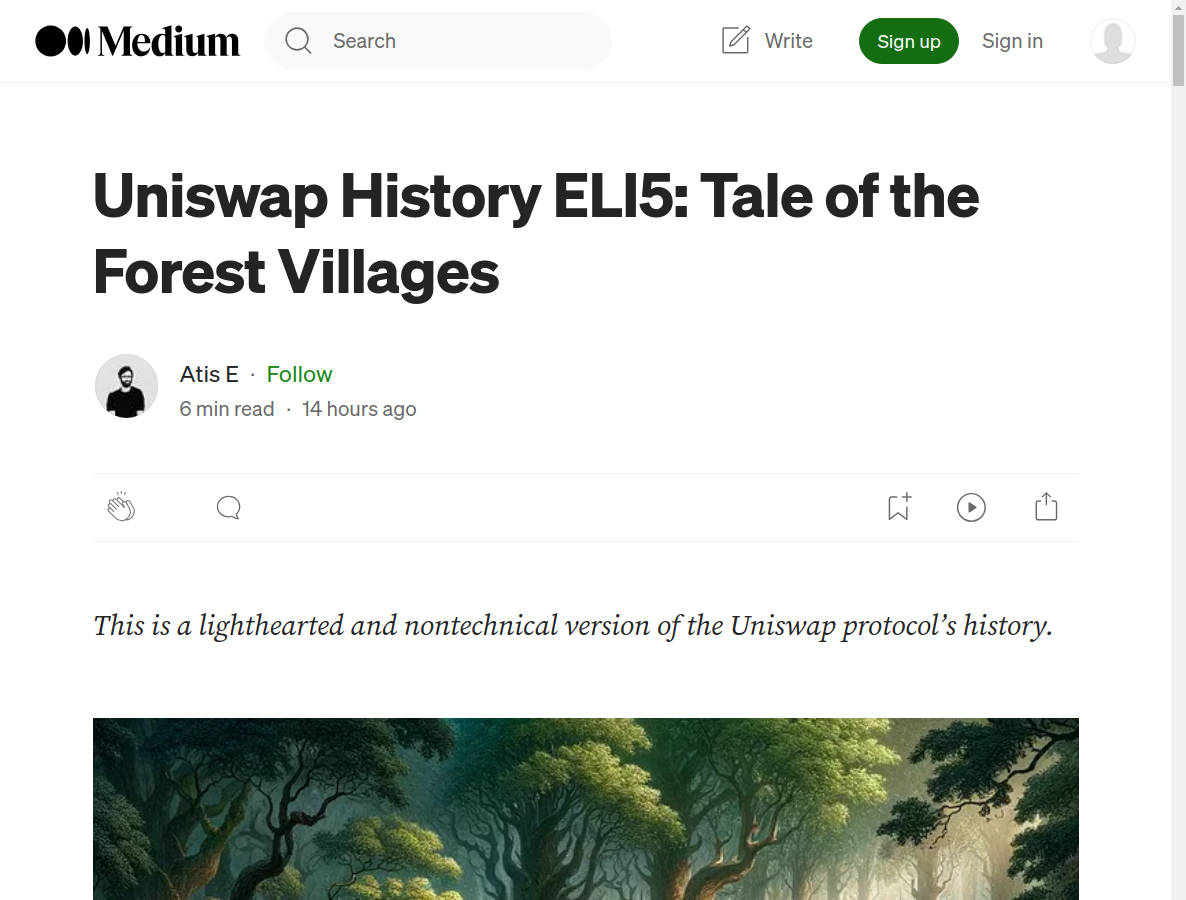 Medium
Search
Write
Sign up
Sign in
Uniswap History ELI5: Tale of the
Forest Villages
Atis E · Follow
6 min read · 14 hours ago
This is a lighthearted and nontechnical version of the Uniswap protocol’s history.